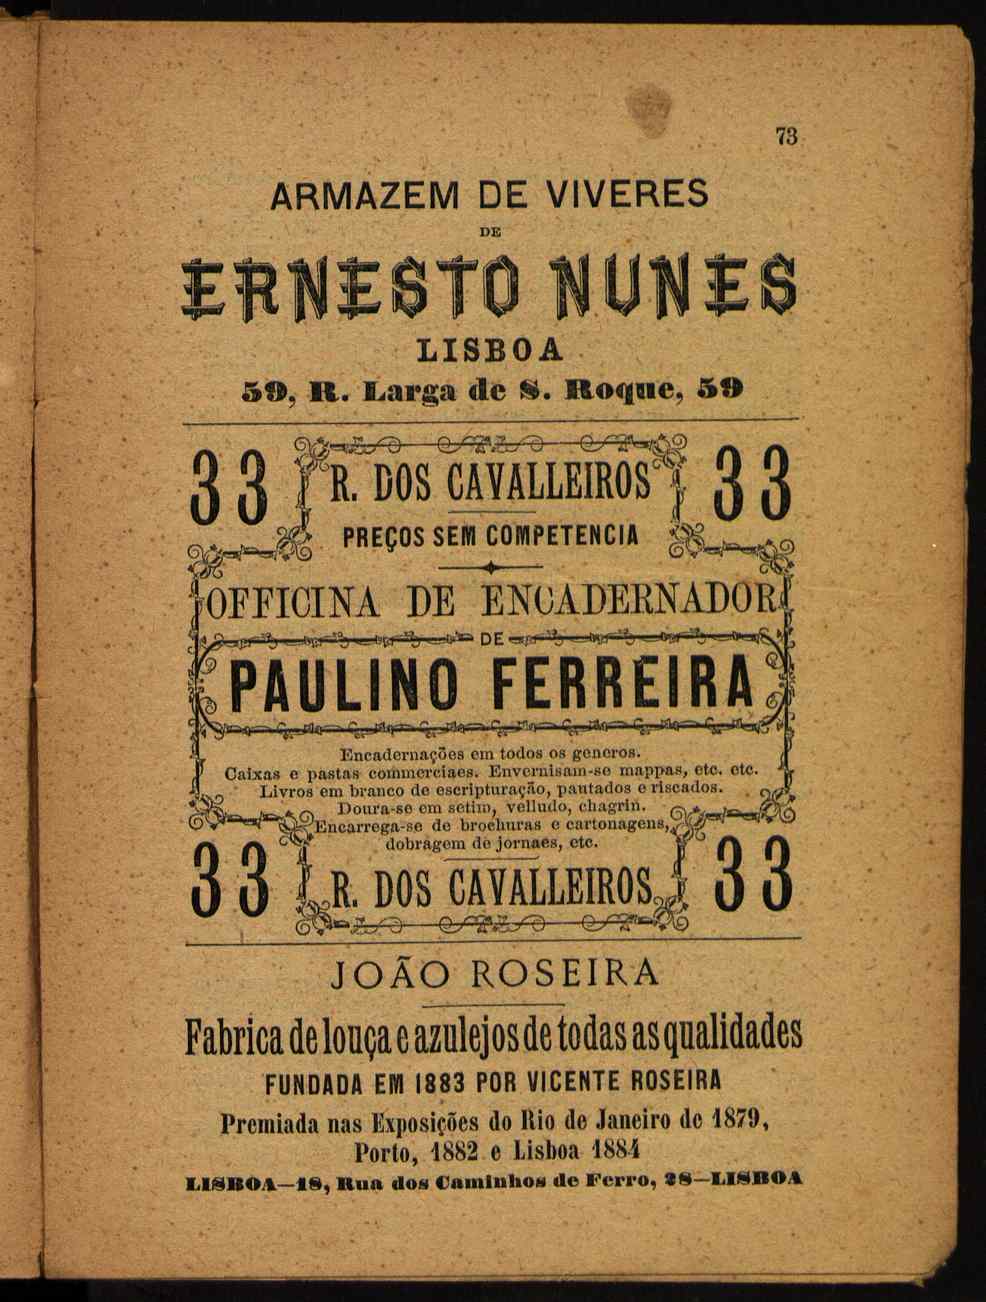 73
ARMAZEM DE VIVERES
DE
ERNESTO NUNES
LISBOA
59, R. Larga de S. Roque, 59
33 R. DOS CAVALLEIROS 33
PREÇOS SEM COMPETENCIA
OFFICINA DE ENCADERNADOR
DE
PAULINO FERREIRA
Encadernações em todos os generos.
Caixas e pastas commerciaes. Envernisam-se mappas, etc. etc.
Livros em branco de escripturação, pautados e riscados.
Doura-se em setim, velludo, chagrin.
Encarrega-se de brochuras e cartonagens,
dobragem de jornaes, etc.
33 R. DOS CAVALLEIROS 33
JOÃO ROSEIRA
Fabrica de louça e azulejos de todas as qualidades
FUNDADA EM 1883 POR VICENTE ROSEIRA
Premiada nas Exposições do Rio de Janeiro de 1879,
Porto, 1882 e Lisboa 1884
LISBOA—18, Rua dos Caminhos de Ferro, 28—LISBOA